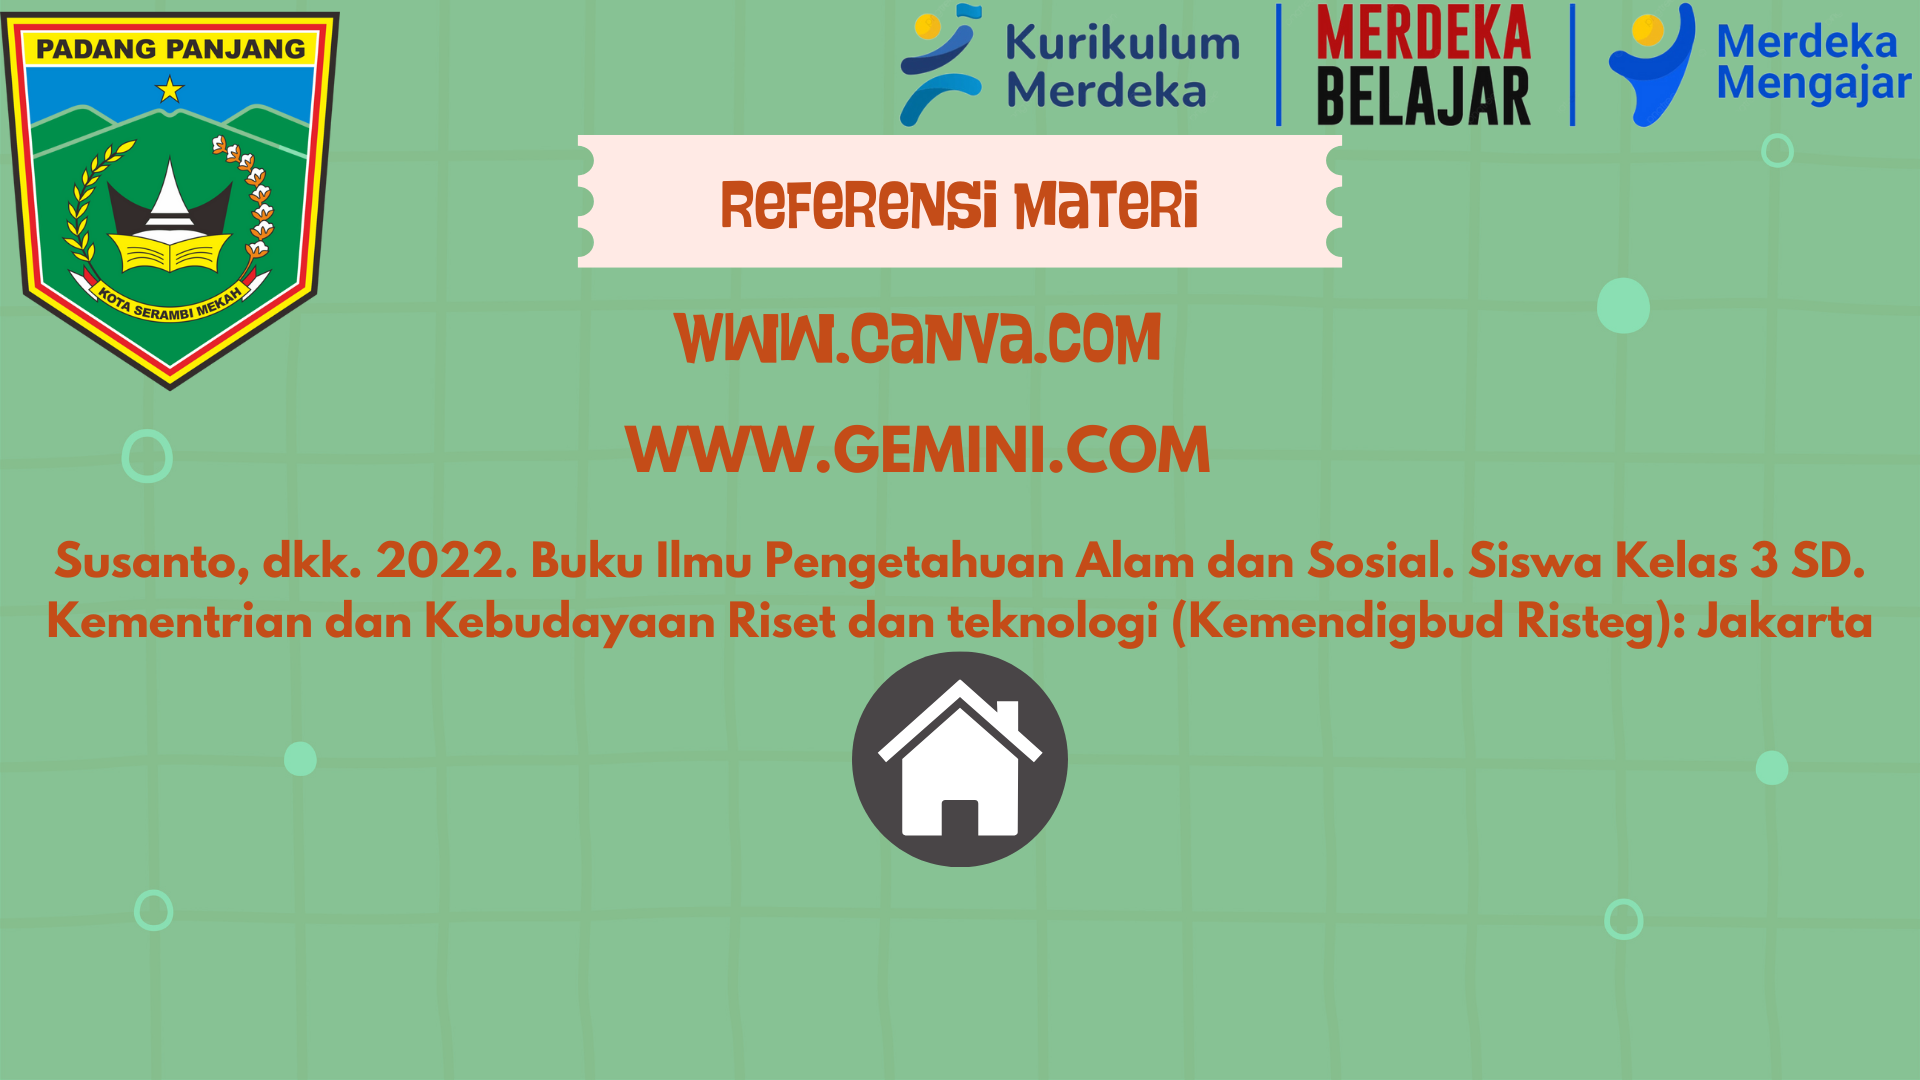 PADANG PANJANG
KOTA SERAMBI MEKAH
Kurikulum
Merdeka
MERDEKA
BELAJAR
Merdeka
Mengajar
REFERENSI MATERI
WWW.CANVA.COM
WWW.GEMINI.COM
Susanto, dkk. 2022. Buku Ilmu Pengetahuan Alam dan Sosial. Siswa Kelas 3 SD.
Kementrian dan Kebudayaan Riset dan teknologi (Kemendigbud Risteg): Jakarta